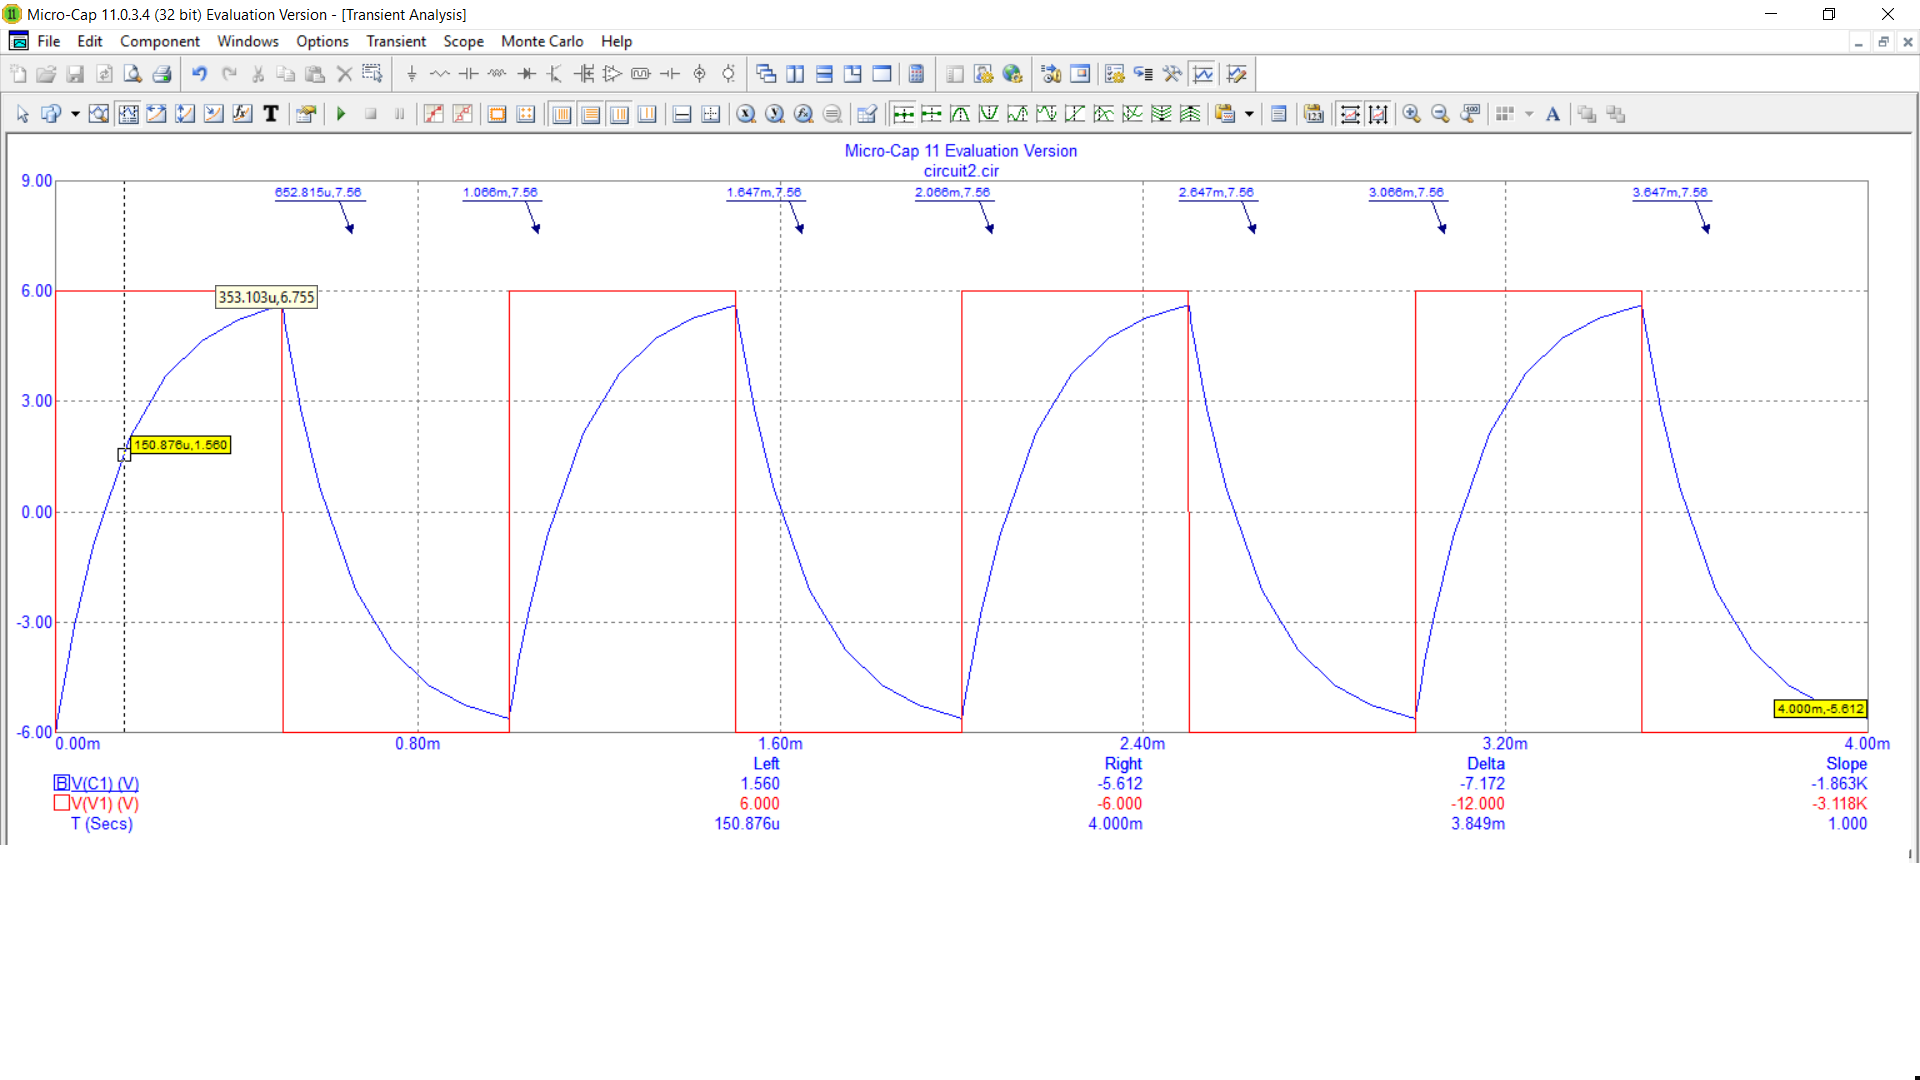 Micro-Cap 11.0.3.4 (32 bit) Evaluation Version - [Transient Analysis]
File Edit Component Windows Options Transient Scope Monte Carlo Help
Micro-Cap 11 Evaluation Version
circuit2.cir
9.00
652.815u,7.56 1.066m,7.56 1.647m,7.56 2.066m,7.56 2.647m,7.56 3.066m,7.56 3.647m,7.56
6.00
353.103u,6.755
3.00
150.876u,1.560
0.00
-3.00
4.000m,-5.612
-6.00
0.00m 0.80m 1.60m 2.40m 3.20m 4.00m
Left Right Delta Slope
B V(C1) (V) 1.560 -5.612 -7.172 -1.863K
V(V1) (V) 6.000 -6.000 -12.000 -3.118K
T (Secs) 150.876u 4.000m 3.849m 1.000